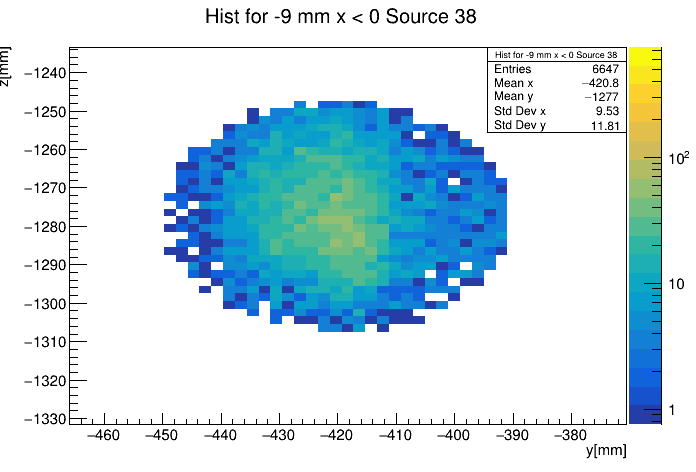 Hist for -9 mm x < 0 Source 38
z[mm]
Hist for -9 mm x < 0 Source 38
Entries 6647
Mean x −420.8
Mean y −1277
Std Dev x 9.53
Std Dev y 11.81
−1240
−1250
−1260
−1270
−1280
−1290
−1300
−1310
−1320
−1330
−460 −450 −440 −430 −420 −410 −400 −390 −380
y[mm]
10²
10
1